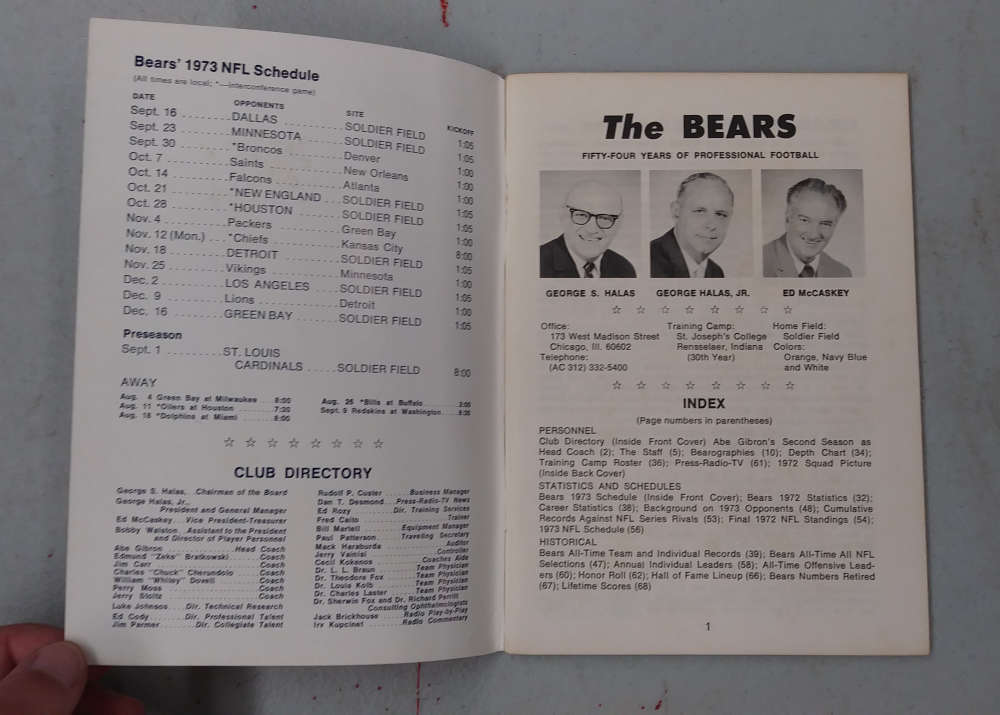 Bears' 1973 NFL Schedule
(All times are local; *—interconference game)
DATE OPPONENTS SITE KICKOFF
Sept. 16 ........ DALLAS ......... SOLDIER FIELD 1:05
Sept. 23 ........ MINNESOTA ...... SOLDIER FIELD 1:05
Sept. 30 ........ *Broncos ....... Denver 1:00
Oct. 7 ........ Saints ......... New Orleans 1:00
Oct. 14 ........ Falcons ......... Atlanta 1:00
Oct. 21 ........ *NEW ENGLAND ... SOLDIER FIELD 1:05
Oct. 28 ........ *HOUSTON ....... SOLDIER FIELD 1:05
Nov. 4 ........ Packers ......... Green Bay 1:00
Nov. 12 (Mon.) ... *Chiefs ......... Kansas City 8:00
Nov. 18 ........ DETROIT ......... SOLDIER FIELD 1:05
Nov. 25 ........ Vikings ......... Minnesota 1:00
Dec. 2 ........ LOS ANGELES .... SOLDIER FIELD 1:05
Dec. 9 ........ Lions ......... Detroit 1:00
Dec. 16 ........ GREEN BAY ...... SOLDIER FIELD 1:05
Preseason
Sept. 1 ......... ST. LOUIS
CARDINALS ..... SOLDIER FIELD 8:00
AWAY
Aug. 4 Green Bay at Milwaukee ... 8:00
Aug. 11 *Oilers at Houston ...... 7:30
Aug. 18 *Dolphins at Miami ...... 8:00
Aug. 25 *Bills at Buffalo ........ 2:00
Sept. 9 Redskins at Washington ....
☆ ☆ ☆ ☆ ☆ ☆ ☆ ☆
CLUB DIRECTORY
George S. Halas, .Chairman of the Board
George Halas, Jr.,
President and General Manager
Ed McCaskey .. Vice President-Treasurer
Bobby Walston, Assistant to the President
and Director of Player Personnel
Abe Gibron ............ Head Coach
Edmund "Zeke" Bratkowski ...... Coach
Jim Carr .............. Coach
Charles "Chuck" Cherundolo .... Coach
William "Whitey" Dovell ....... Coach
Perry Moss ............ Coach
Jerry Stoltz ............ Coach
Luke Johnsos .... Dir. Technical Research
Ed Cody ...... Dir. Professional Talent
Jim Parmer ..... Dir. Collegiate Talent
Rudolf P. Custer ..... Business Manager
Dan T. Desmond .. Press-Radio-TV News
Ed Rozy ....... Dir. Training Services
Fred Caito ............ Trainer
Bill Martell ........ Equipment Manager
Paul Patterson ..... Traveling Secretary
Mack Haraburda ........ Auditor
Jerry Vainisi ........ Controller
Cecil Kokenos ....... Coaches Aide
Dr. L. L. Braun ...... Team Physician
Dr. Theodore Fox ..... Team Physician
Dr. Louis Kolb ...... Team Physician
Dr. Charles Laster .... Team Physician
Dr. Sherwin Fox and Dr. Richard Perritt
Consulting Ophthalmologists
Jack Brickhouse ..... Radio Play-by-Play
Irv Kupcinet ....... Radio Commentary
The BEARS
FIFTY-FOUR YEARS OF PROFESSIONAL FOOTBALL
GEORGE S. HALAS GEORGE HALAS, JR. ED McCASKEY
☆ ☆ ☆ ☆ ☆ ☆ ☆ ☆
Office:
173 West Madison Street
Chicago, Ill. 60602
Telephone:
(AC 312) 332-5400
Training Camp:
St. Joseph's College
Rensselaer, Indiana
(30th Year)
Home Field:
Soldier Field
Colors:
Orange, Navy Blue
and White
☆ ☆ ☆ ☆ ☆ ☆ ☆ ☆
INDEX
(Page numbers in parentheses)
PERSONNEL
Club Directory (Inside Front Cover) Abe Gibron's Second Season as
Head Coach (2); The Staff (5); Bearographies (10); Depth Chart (34);
Training Camp Roster (36); Press-Radio-TV (61); 1972 Squad Picture
(Inside Back Cover)
STATISTICS AND SCHEDULES
Bears 1973 Schedule (Inside Front Cover); Bears 1972 Statistics (32);
Career Statistics (38); Background on 1973 Opponents (48); Cumulative
Records Against NFL Series Rivals (53); Final 1972 NFL Standings (54);
1973 NFL Schedule (56)
HISTORICAL
Bears All-Time Team and Individual Records (39); Bears All-Time All NFL
Selections (47); Annual Individual Leaders (58); All-Time Offensive Lead-
ers (60); Honor Roll (62); Hall of Fame Lineup (66); Bears Numbers Retired
(67); Lifetime Scores (68)
1